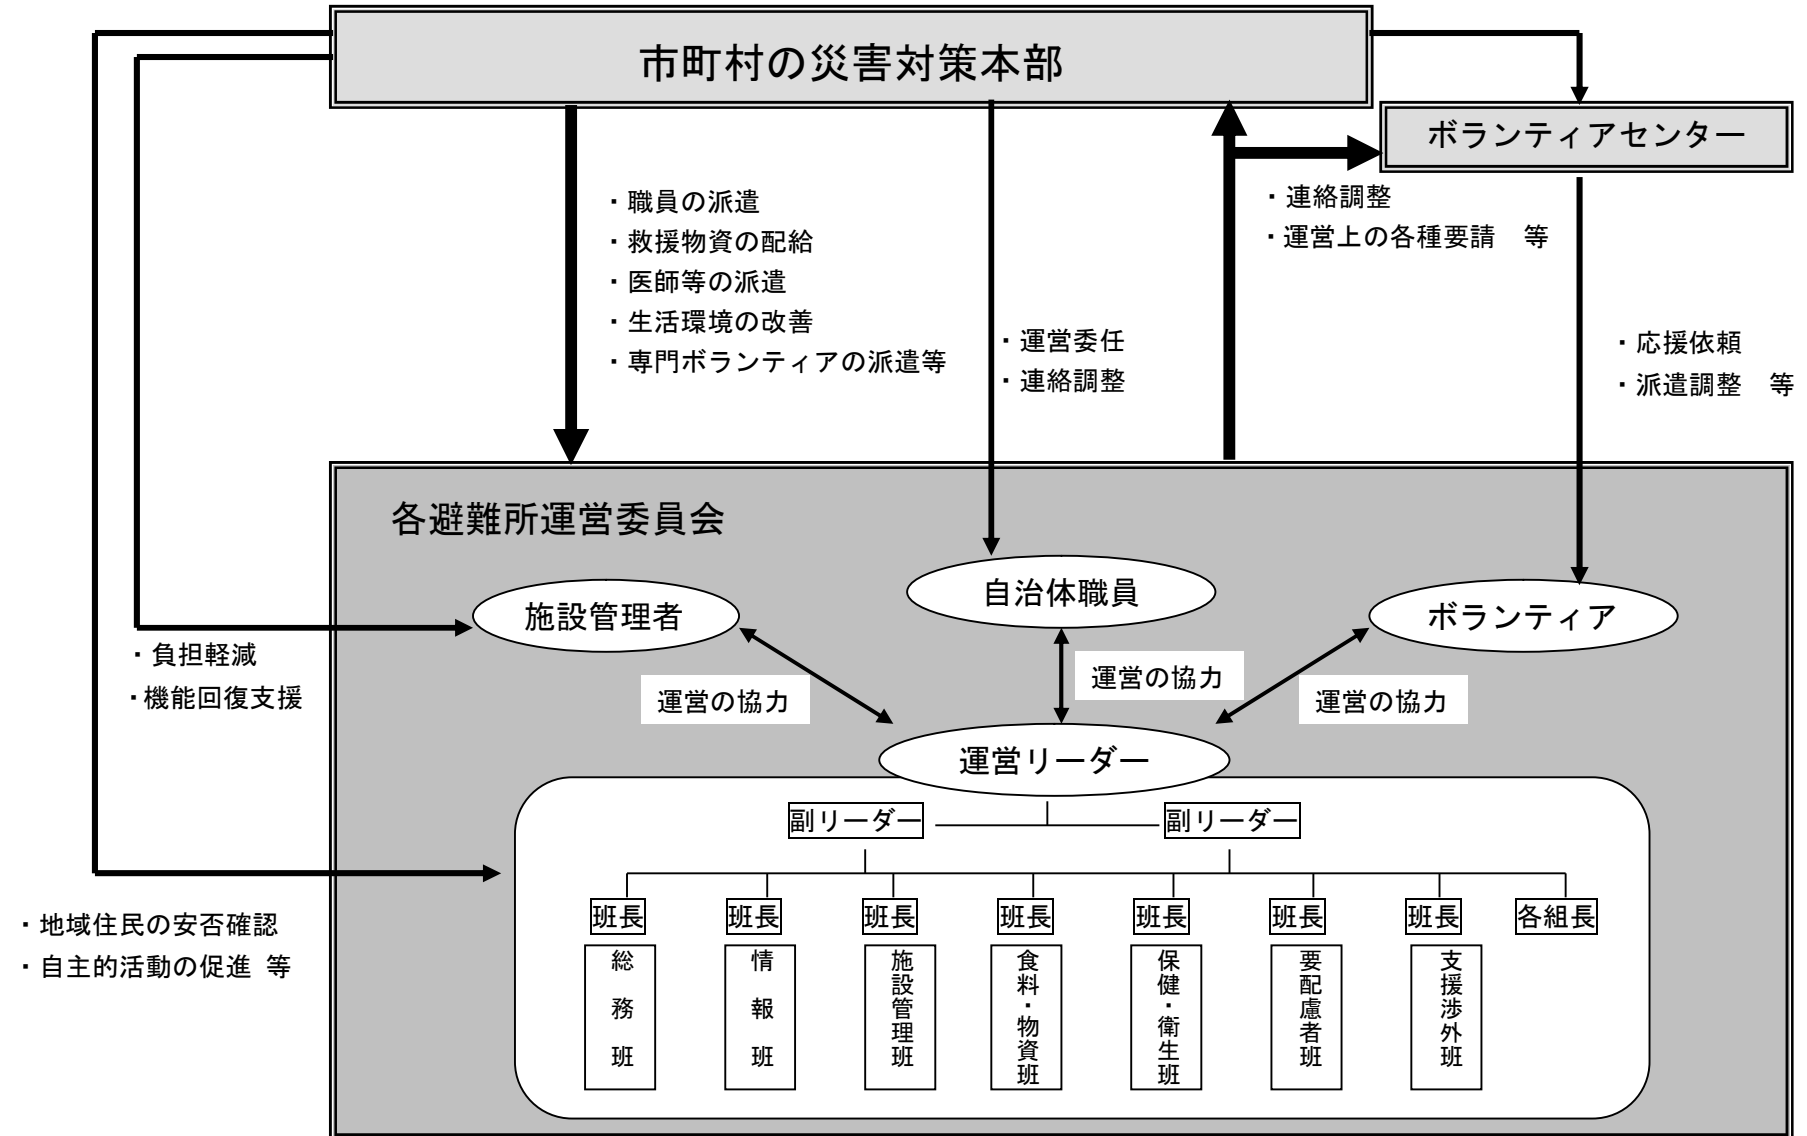 市町村の災害対策本部
ボランティアセンター
・職員の派遣
・救援物資の配給
・医師等の派遣
・生活環境の改善
・専門ボランティアの派遣等
・運営委任
・連絡調整
・連絡調整
・運営上の各種要請　等
・応援依頼
・派遣調整　等
各避難所運営委員会
施設管理者
自治体職員
ボランティア
・負担軽減
・機能回復支援
運営の協力
運営の協力
運営の協力
運営リーダー
副リーダー
副リーダー
・地域住民の安否確認
・自主的活動の促進 等
班長
班長
班長
班長
班長
班長
班長
各組長
総務班
情報班
施設管理班
食料・物資班
保健・衛生班
要配慮者班
支援渉外班